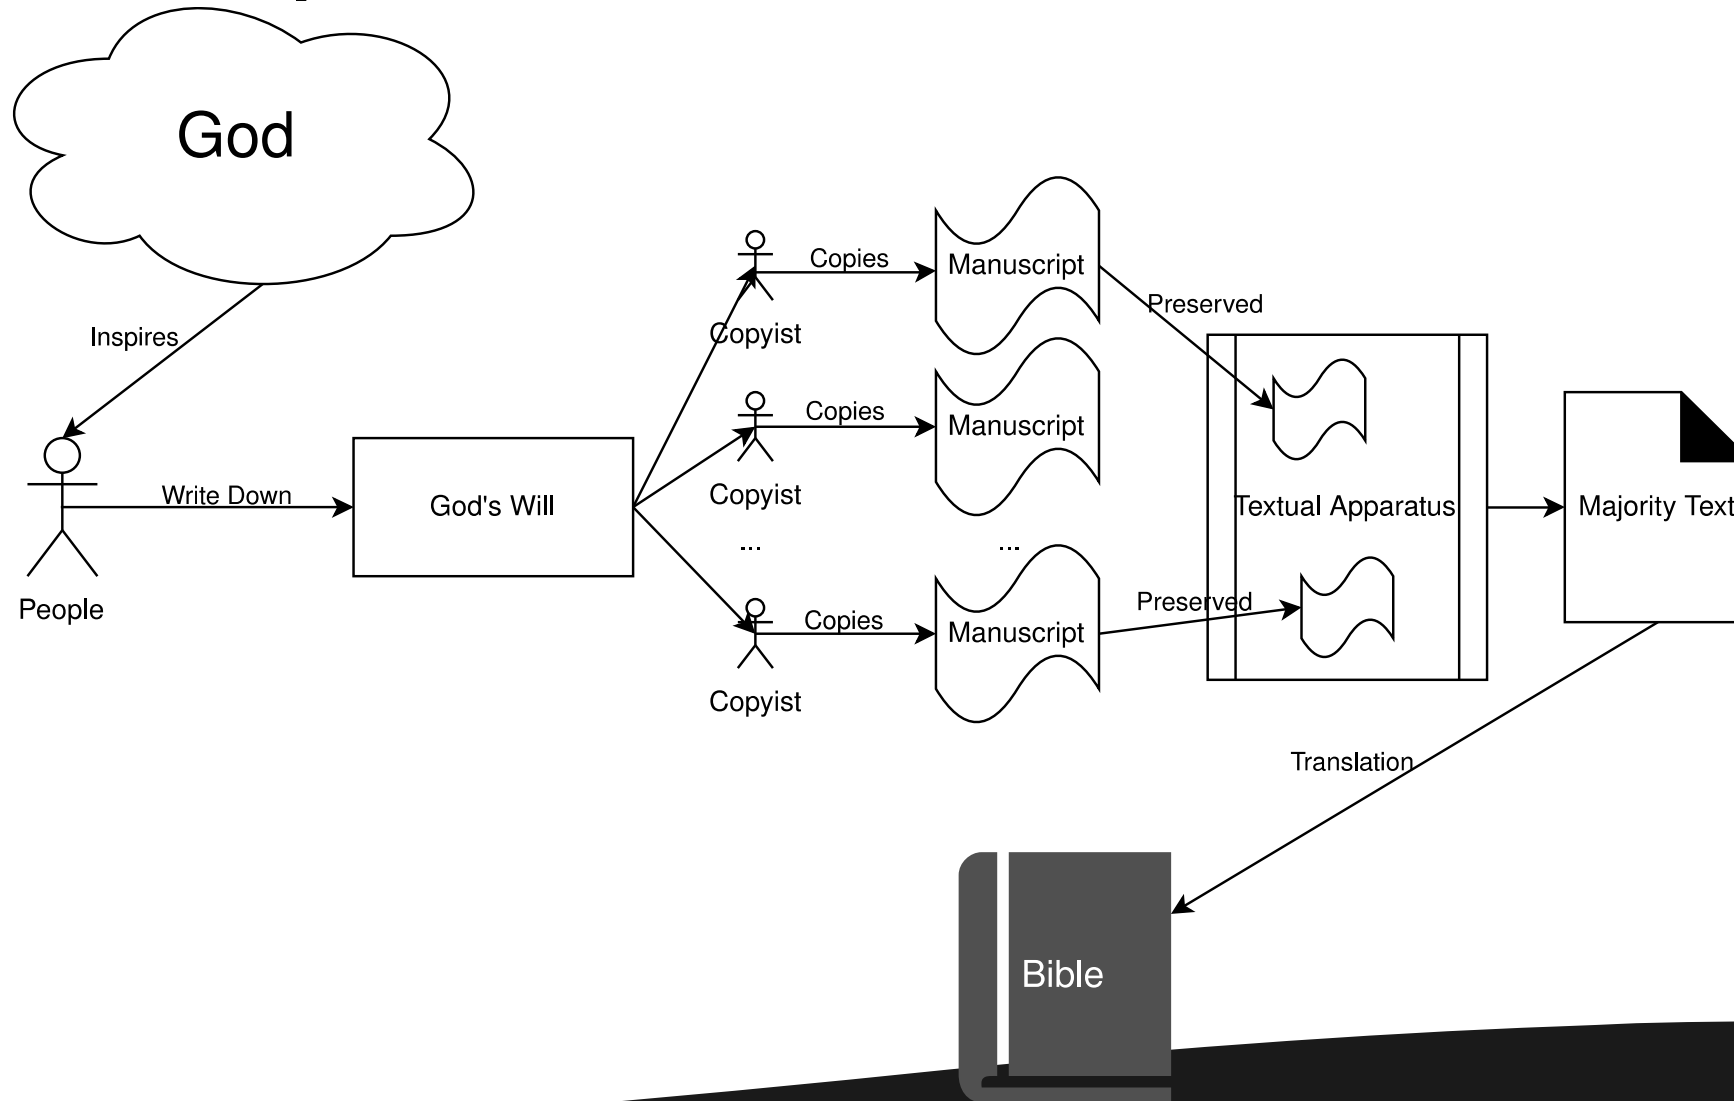 God
Inspires
People
Write Down
God's Will
Copyist
Copies
Manuscript
Copyist
Copies
Manuscript
...
...
Copyist
Copies
Manuscript
Preserved
Preserved
Textual Apparatus
Majority Text
Translation
Bible